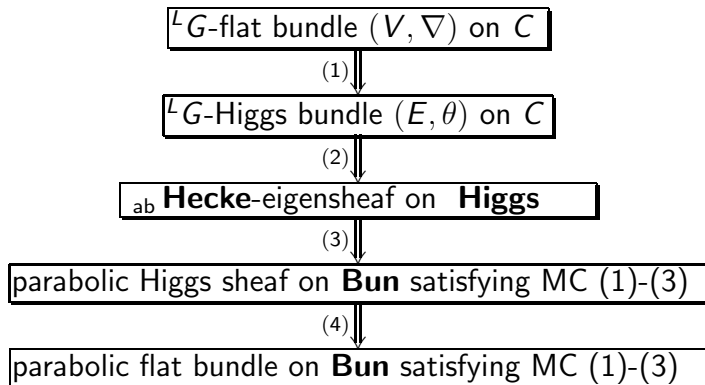 ᴸG-flat bundle (V, ∇) on C
(1)
ᴸG-Higgs bundle (E, θ) on C
(2)
ab Hecke-eigensheaf on Higgs
(3)
parabolic Higgs sheaf on Bun satisfying MC (1)-(3)
(4)
parabolic flat bundle on Bun satisfying MC (1)-(3)